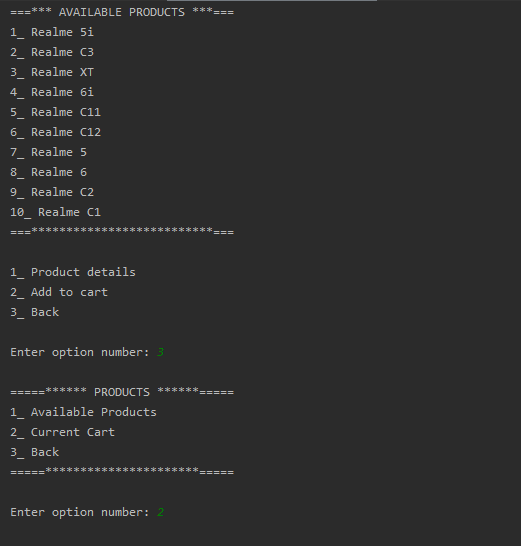 ===*** AVAILABLE PRODUCTS ***===
1_ Realme 5i
2_ Realme C3
3_ Realme XT
4_ Realme 6i
5_ Realme C11
6_ Realme C12
7_ Realme 5
8_ Realme 6
9_ Realme C2
10_ Realme C1
===**************************===
1_ Product details
2_ Add to cart
3_ Back
Enter option number: 3
=====****** PRODUCTS ******=====
1_ Available Products
2_ Current Cart
3_ Back
=====**********************=====
Enter option number: 2